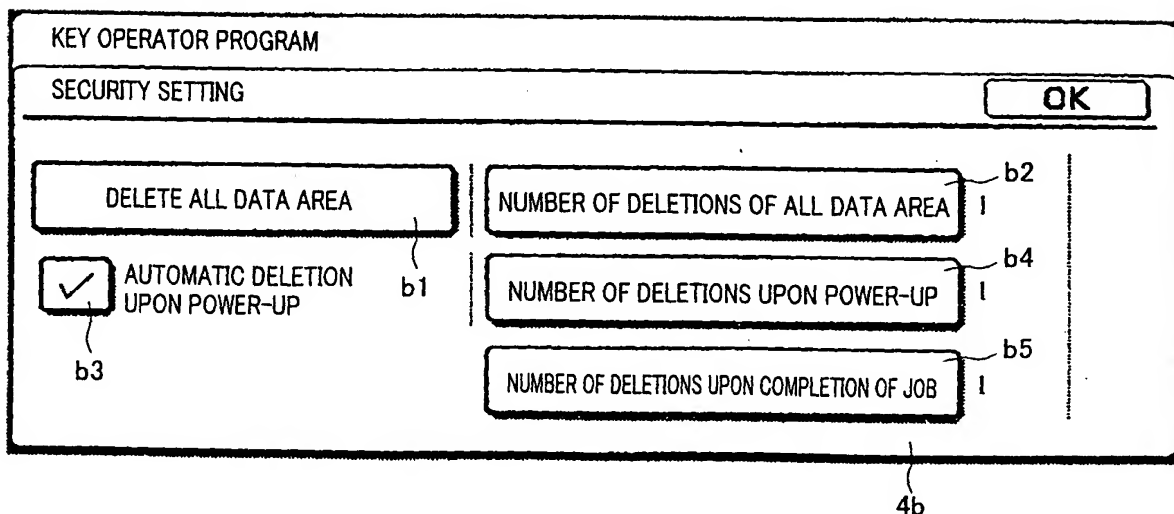 KEY OPERATOR PROGRAM
SECURITY SETTING
OK
DELETE ALL DATA AREA
b1
NUMBER OF DELETIONS OF ALL DATA AREA
1
b2
AUTOMATIC DELETION
UPON POWER-UP
b3
NUMBER OF DELETIONS UPON POWER-UP
1
b4
NUMBER OF DELETIONS UPON COMPLETION OF JOB
1
b5
4b